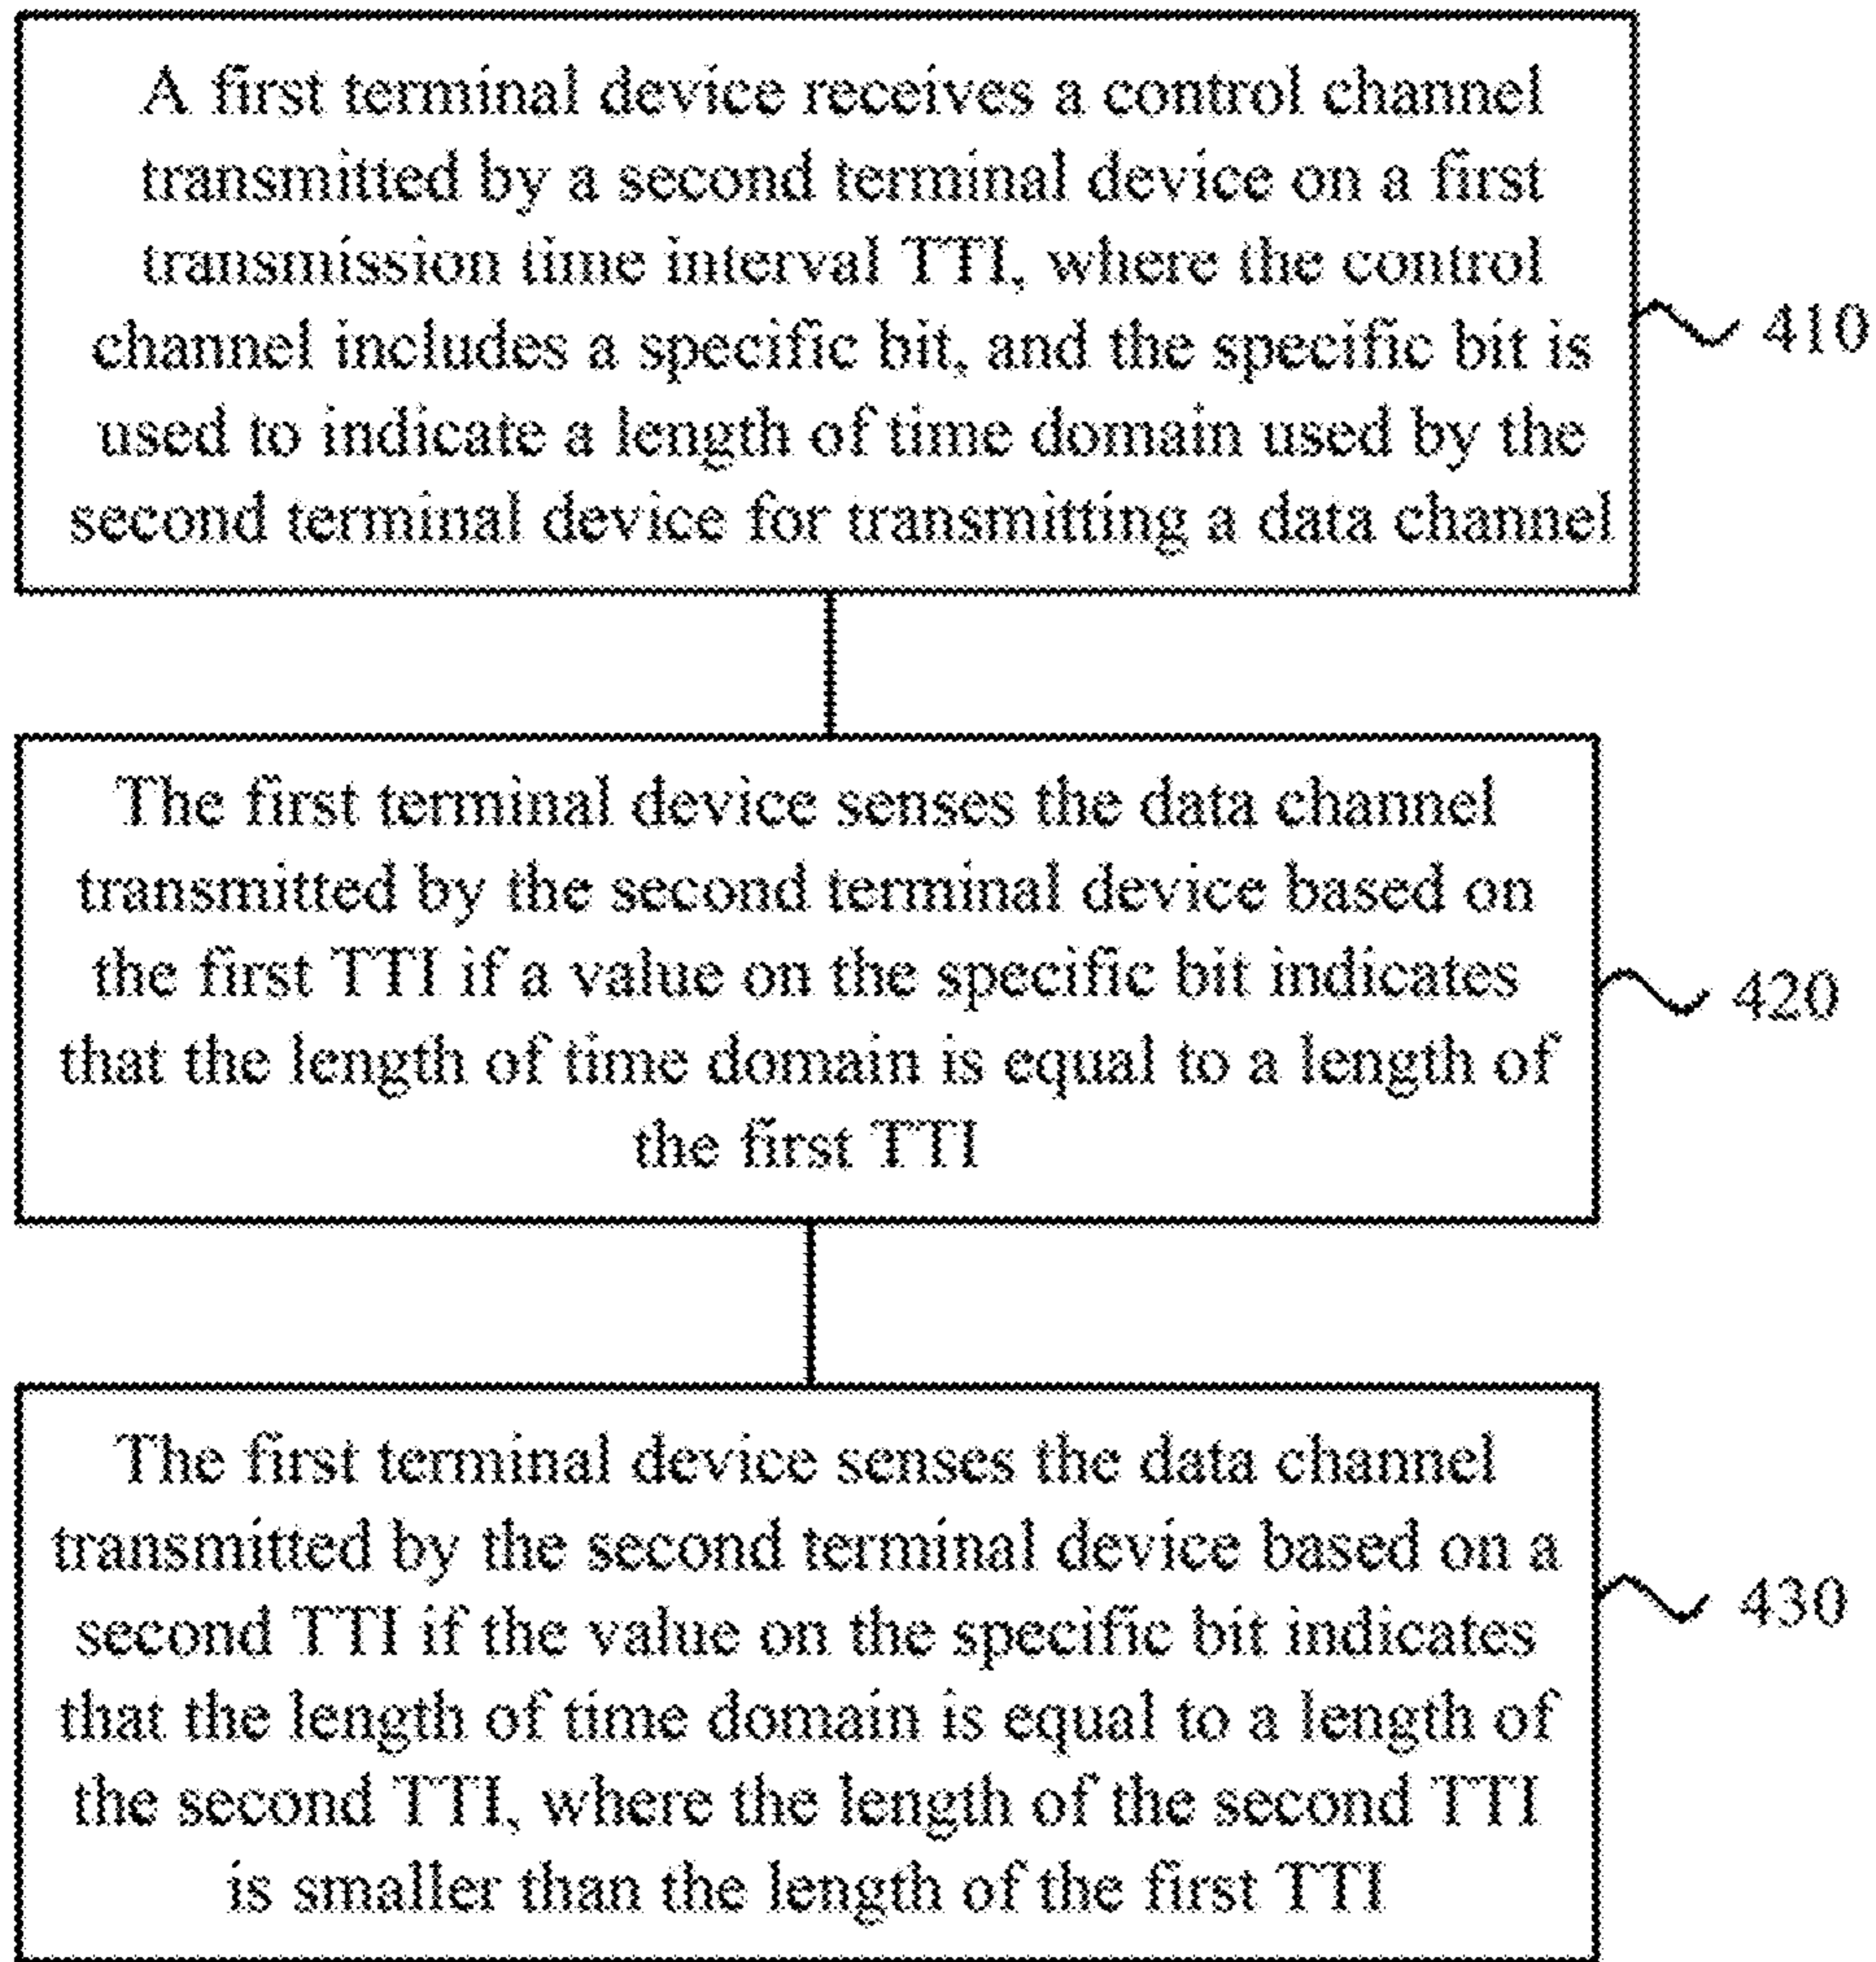 A first terminal device receives a control channel
transmitted by a second terminal device on a first
transmission time interval TTI, where the control
channel includes a specific bit, and the specific bit is
used to indicate a length of time domain used by the
second terminal device for transmitting a data channel
410
The first terminal device senses the data channel
transmitted by the second terminal device based on
the first TTI if a value on the specific bit indicates
that the length of time domain is equal to a length of
the first TTI
420
The first terminal device senses the data channel
transmitted by the second terminal device based on a
second TTI if the value on the specific bit indicates
that the length of time domain is equal to a length of
the second TTI, where the length of the second TTI
is smaller than the length of the first TTI
430